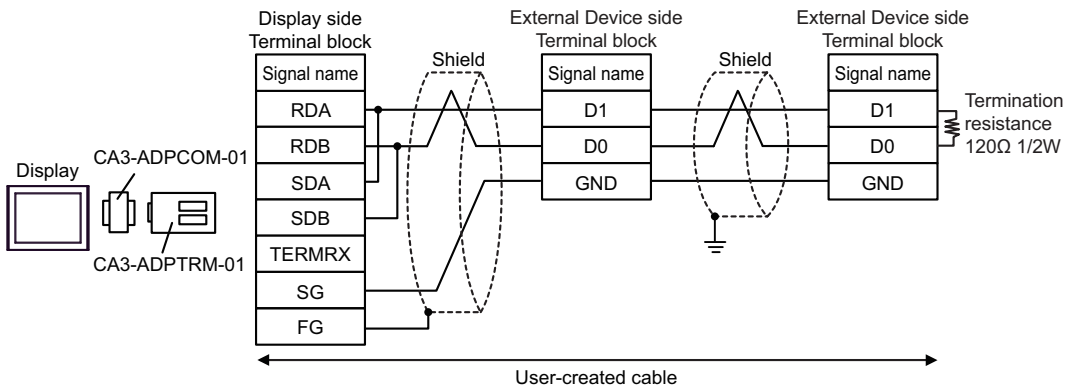 Display side
Terminal block
External Device side
Terminal block
External Device side
Terminal block
Signal name
Shield
Signal name
Shield
Signal name
RDA
D1
D1
Termination
resistance
120Ω 1/2W
RDB
D0
D0
SDA
GND
GND
SDB
TERMRX
SG
FG
Display
CA3-ADPCOM-01
CA3-ADPTRM-01
User-created cable